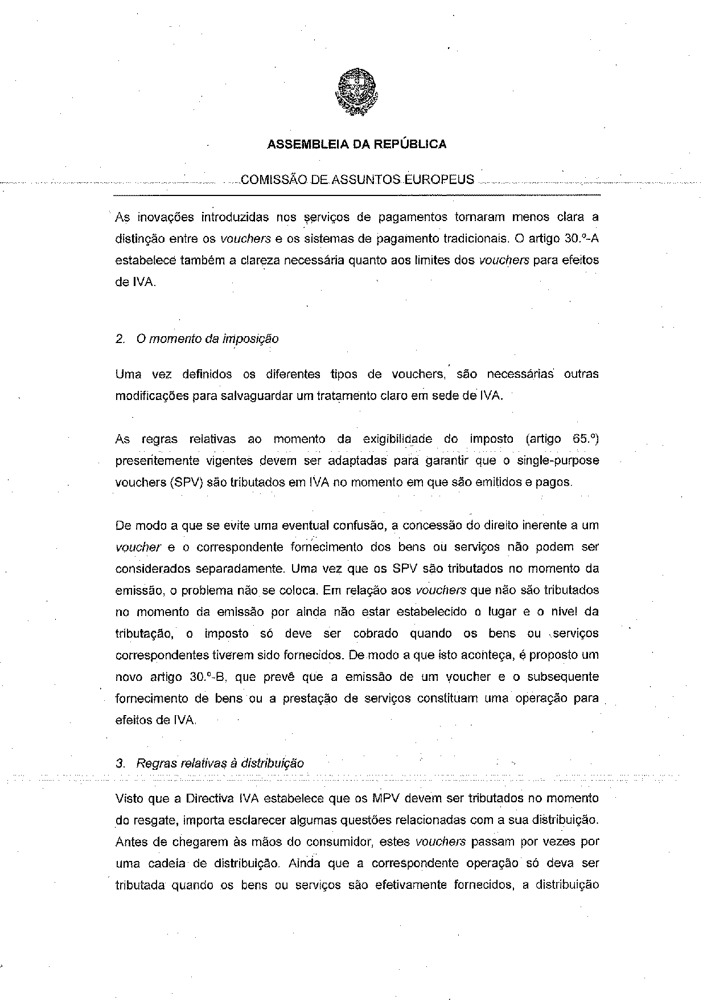 ASSEMBLEIA DA REPÚBLICA
COMISSÃO DE ASSUNTOS EUROPEUS
As inovações introduzidas nos serviços de pagamentos tornaram menos clara a
distinção entre os vouchers e os sistemas de pagamento tradicionais. O artigo 30.º-A
estabelece também a clareza necessária quanto aos limites dos vouchers para efeitos
de IVA.
2. O momento da imposição
Uma vez definidos os diferentes tipos de vouchers, são necessárias outras
modificações para salvaguardar um tratamento claro em sede de IVA.
As regras relativas ao momento da exigibilidade do imposto (artigo 65.º)
presentemente vigentes devem ser adaptadas para garantir que o single-purpose
vouchers (SPV) são tributados em IVA no momento em que são emitidos e pagos.
De modo a que se evite uma eventual confusão, a concessão do direito inerente a um
voucher e o correspondente fornecimento dos bens ou serviços não podem ser
considerados separadamente. Uma vez que os SPV são tributados no momento da
emissão, o problema não se coloca. Em relação aos vouchers que não são tributados
no momento da emissão por ainda não estar estabelecido o lugar e o nível da
tributação, o imposto só deve ser cobrado quando os bens ou serviços
correspondentes tiverem sido fornecidos. De modo a que isto aconteça, é proposto um
novo artigo 30.º-B, que prevê que a emissão de um voucher e o subsequente
fornecimento de bens ou a prestação de serviços constituam uma operação para
efeitos de IVA.
3. Regras relativas à distribuição
Visto que a Directiva IVA estabelece que os MPV devem ser tributados no momento
do resgate, importa esclarecer algumas questões relacionadas com a sua distribuição.
Antes de chegarem às mãos do consumidor, estes vouchers passam por vezes por
uma cadeia de distribuição. Ainda que a correspondente operação só deva ser
tributada quando os bens ou serviços são efetivamente fornecidos, a distribuição